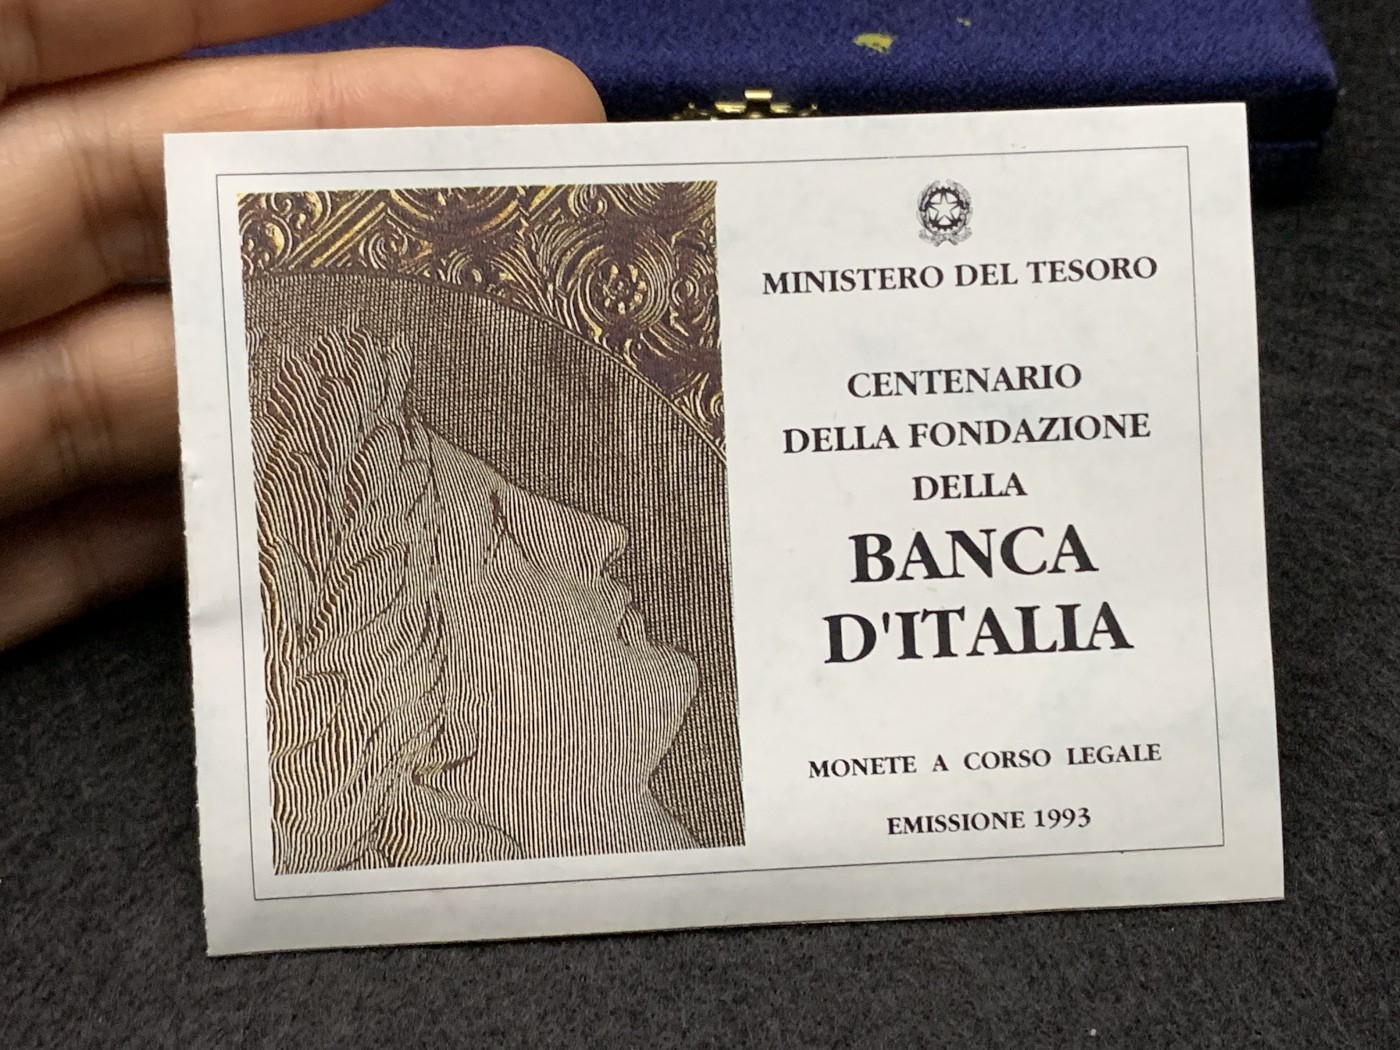 MINISTERO DEL TESORO
CENTENARIO
DELLA FONDAZIONE
DELLA
BANCA
D'ITALIA
MONETE A CORSO LEGALE
EMISSIONE 1993